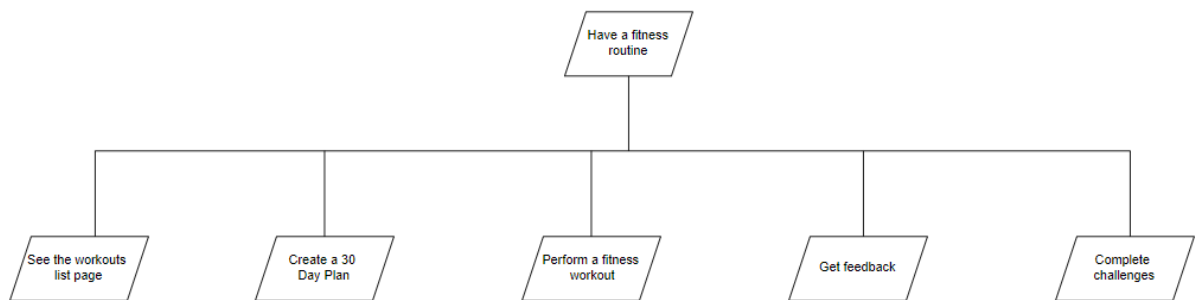 Have a fitness
routine
See the workouts
list page
Create a 30
Day Plan
Perform a fitness
workout
Get feedback
Complete
challenges